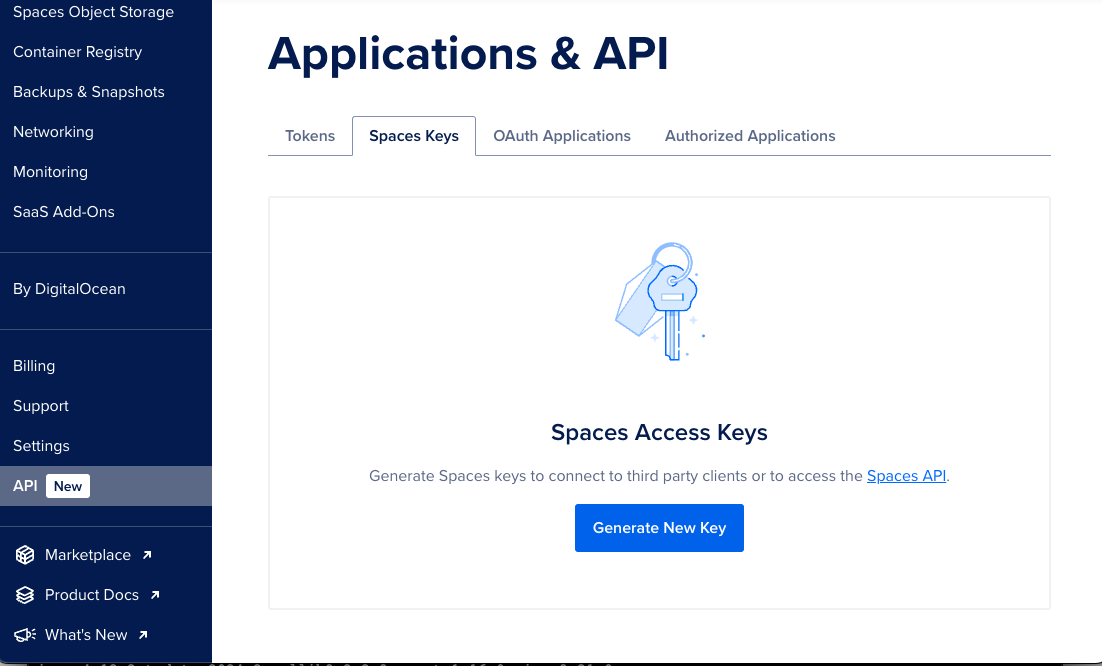 Spaces Object Storage
Container Registry
Backups & Snapshots
Networking
Monitoring
SaaS Add-Ons
By DigitalOcean
Billing
Support
Settings
API New
Marketplace
Product Docs
What's New
Applications & API
Tokens Spaces Keys OAuth Applications Authorized Applications
Spaces Access Keys
Generate Spaces keys to connect to third party clients or to access the Spaces API.
Generate New Key